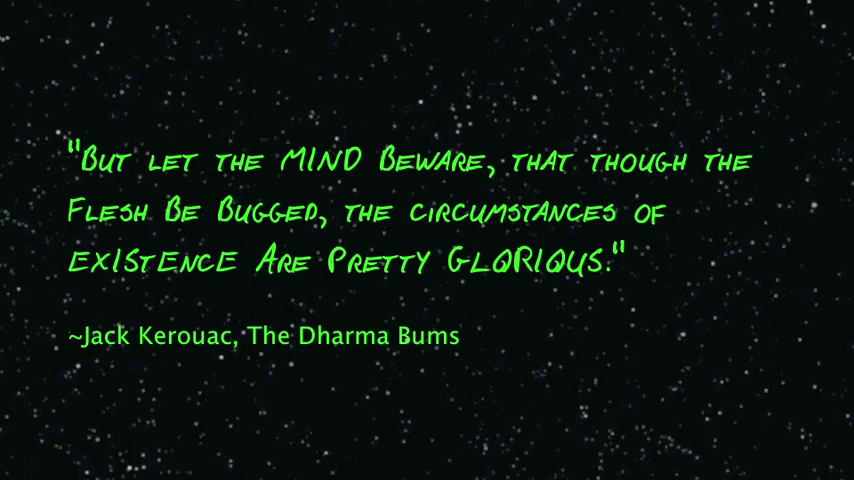 "But let the MIND Beware, that though the
Flesh Be Bugged, the circumstances of
EXISTENCE Are Pretty GLORIOUS."
~Jack Kerouac, The Dharma Bums